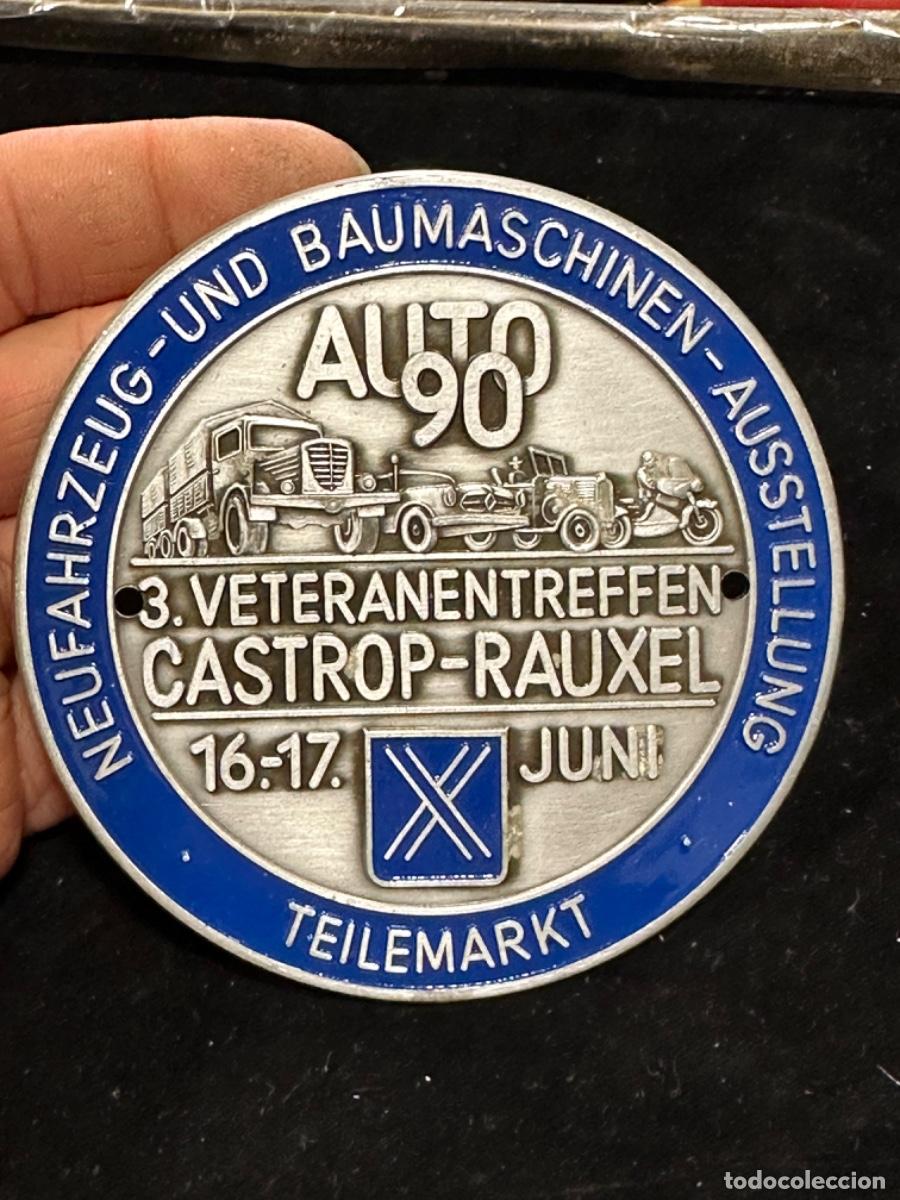 NEUFAHRZEUG-UND BAUMASCHINEN-AUSSTELLUNG
AUTO
90
3. VETERANENTREFFEN
CASTROP-RAUXEL
16.-17. JUNI
TEILEMARKT
todocoleccion